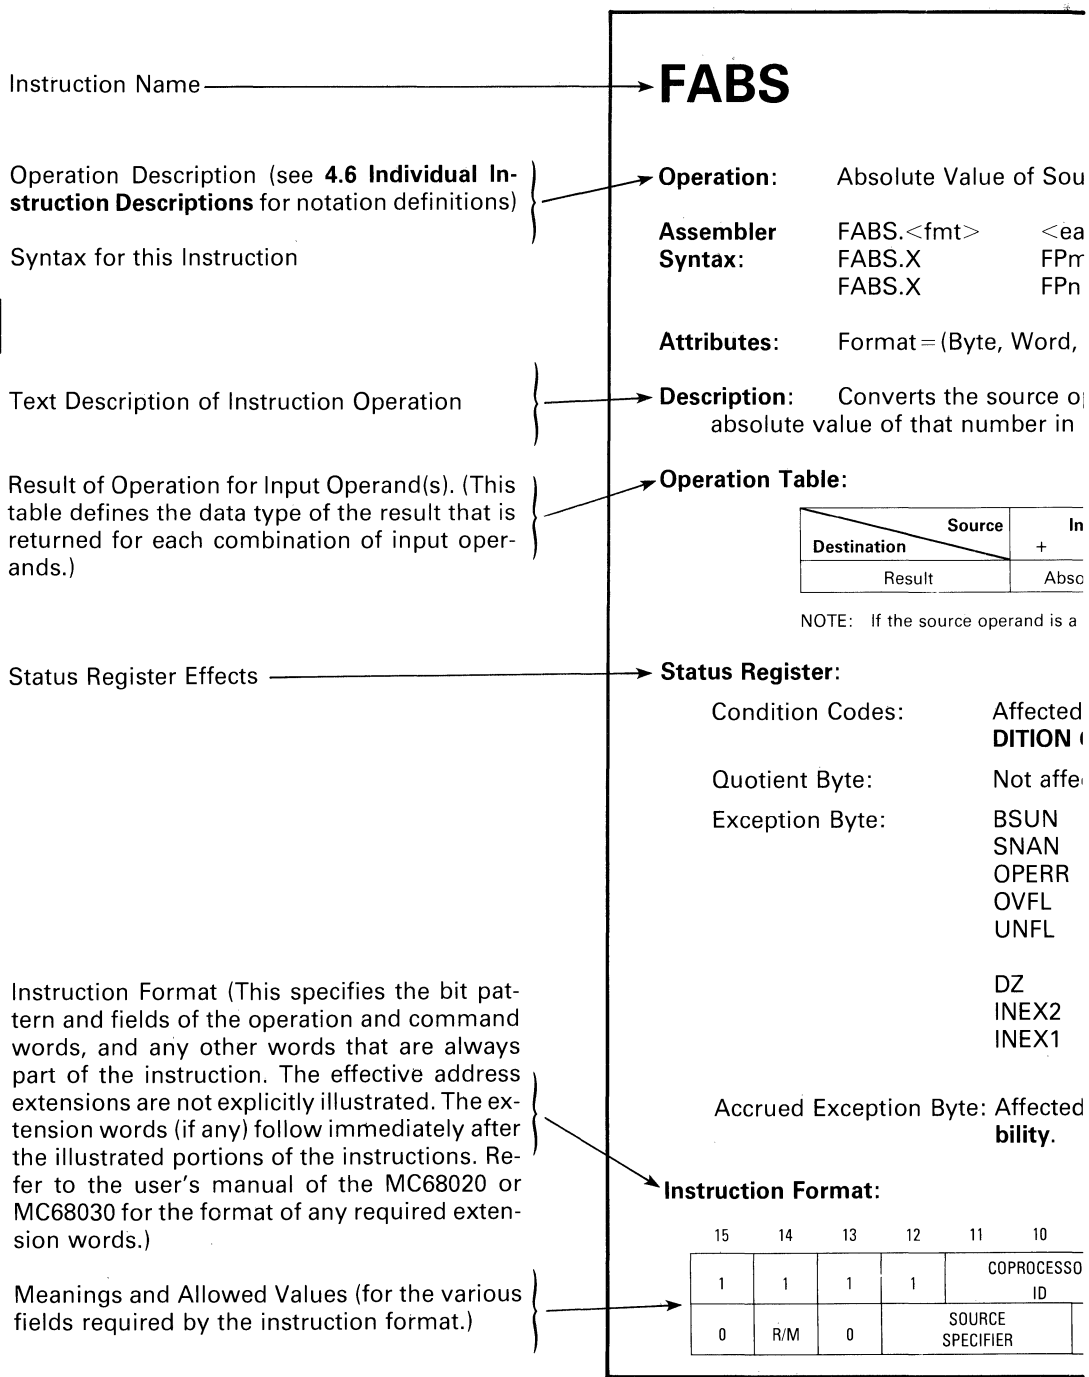 Instruction Name
FABS
Operation Description (see 4.6 Individual In-
struction Descriptions for notation definitions)
Syntax for this Instruction
Operation: Absolute Value of Sou
Assembler FABS.<fmt> <ea
Syntax: FABS.X FPm
FABS.X FPn
Attributes: Format=(Byte, Word,
Text Description of Instruction Operation
Description: Converts the source op
absolute value of that number in
Result of Operation for Input Operand(s). (This
table defines the data type of the result that is
returned for each combination of input oper-
ands.)
Operation Table:
Source In
Destination +
Result Abso
NOTE: If the source operand is a
Status Register Effects
Status Register:
Condition Codes: Affected
DITION
Quotient Byte: Not affe
Exception Byte: BSUN
SNAN
OPERR
OVFL
UNFL
DZ
INEX2
INEX1
Accrued Exception Byte: Affected
bility.
Instruction Format (This specifies the bit pat-
tern and fields of the operation and command
words, and any other words that are always
part of the instruction. The effective address
extensions are not explicitly illustrated. The ex-
tension words (if any) follow immediately after
the illustrated portions of the instructions. Re-
fer to the user's manual of the MC68020 or
MC68030 for the format of any required exten-
sion words.)
Instruction Format:
15 14 13 12 11 10
1 1 1 1 COPROCESSO
ID
0 R/M 0 SOURCE
SPECIFIER
Meanings and Allowed Values (for the various
fields required by the instruction format.)